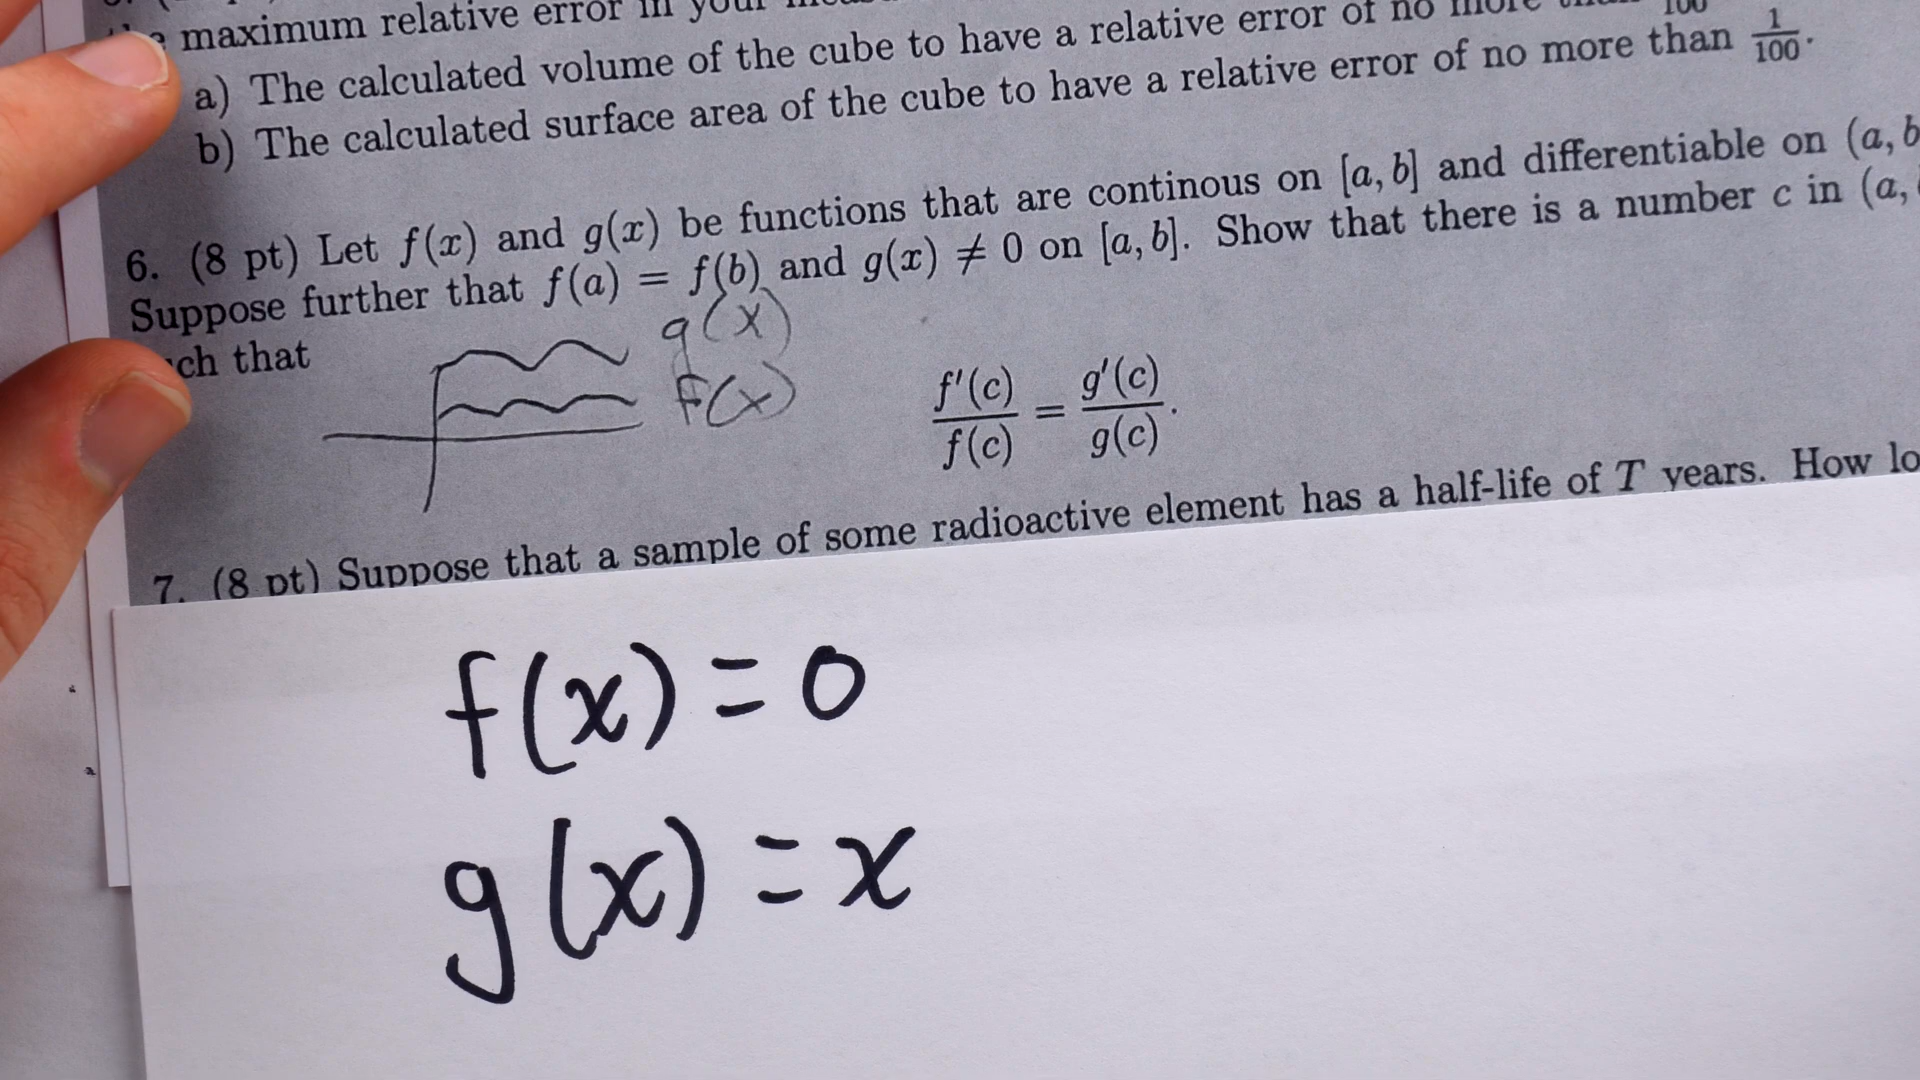 maximum relative error in your
a) The calculated volume of the cube to have a relative error of no more than
b) The calculated surface area of the cube to have a relative error of no more than 1/100.
6. (8 pt) Let f(x) and g(x) be functions that are continous on [a, b] and differentiable on (a, b
Suppose further that f(a) = f(b) and g(x) ≠ 0 on [a, b]. Show that there is a number c in (a,
ch that
g(x)
f(x)
f'(c)/f(c) = g'(c)/g(c).
7. (8 pt) Suppose that a sample of some radioactive element has a half-life of T years. How lo
f(x) = 0
g(x) = x